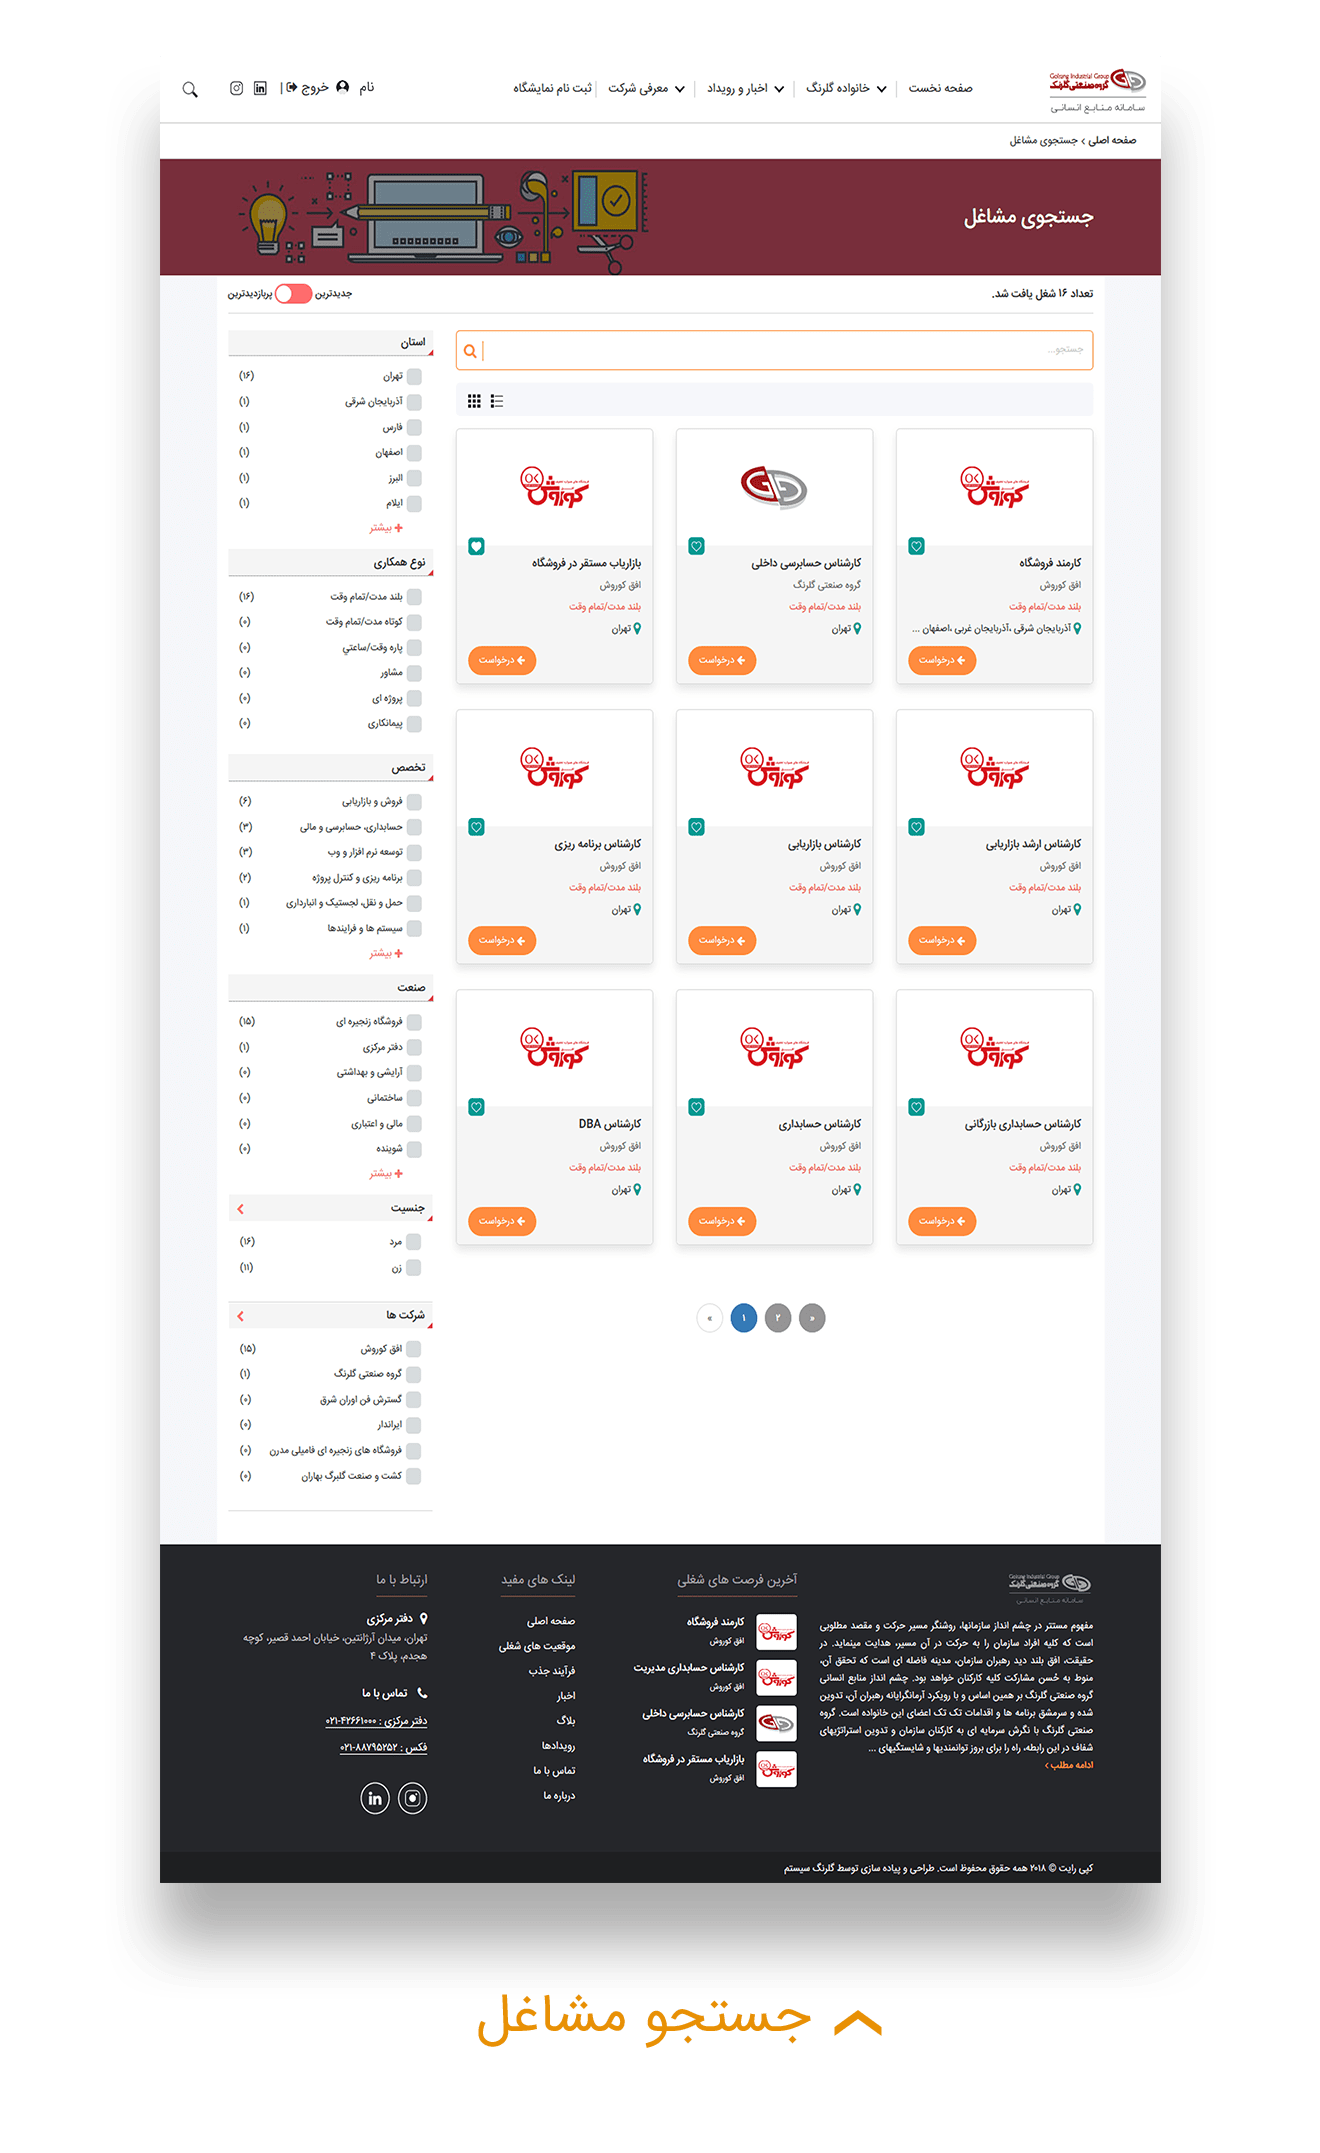 Golrang Industrial Group
گروه صنعتی گلرنگ
سامانه منابع انسانی
صفحه نخست
خانواده گلرنگ
اخبار و رویداد
معرفی شرکت
ثبت نام نمایشگاه
نام
خروج
صفحه اصلی › جستجوی مشاغل
جستجوی مشاغل
تعداد ۱۶ شغل یافت شد.
جدیدترین
پربازدیدترین
جستجو...
کارمند فروشگاه
افق کوروش
بلند مدت/تمام وقت
آذربایجان شرقی ،آذربایجان غربی ،اصفهان ...
درخواست
کارشناس حسابرسی داخلی
گروه صنعتی گلرنگ
بلند مدت/تمام وقت
تهران
درخواست
کوروش
OK
بازاریاب مستقر در فروشگاه
افق کوروش
بلند مدت/تمام وقت
تهران
درخواست
کارشناس ارشد بازاریابی
افق کوروش
بلند مدت/تمام وقت
تهران
درخواست
کارشناس بازاریابی
افق کوروش
بلند مدت/تمام وقت
تهران
درخواست
کارشناس برنامه ریزی
افق کوروش
بلند مدت/تمام وقت
تهران
درخواست
کارشناس حسابداری بازرگانی
افق کوروش
بلند مدت/تمام وقت
تهران
درخواست
کارشناس حسابداری
افق کوروش
بلند مدت/تمام وقت
تهران
درخواست
کارشناس DBA
افق کوروش
بلند مدت/تمام وقت
تهران
درخواست
« ۲ ۱ »
استان
تهران (۱۶)
آذربایجان شرقی (۱)
فارس (۱)
اصفهان (۱)
البرز (۱)
ایلام (۱)
+ بیشتر
نوع همکاری
بلند مدت/تمام وقت (۱۶)
کوتاه مدت/تمام وقت (۰)
پاره وقت/ساعتي (۰)
مشاور (۰)
پروژه ای (۰)
پیمانکاری (۰)
تخصص
فروش و بازاریابی (۶)
حسابداری، حسابرسی و مالی (۳)
توسعه نرم افزار و وب (۳)
برنامه ریزی و کنترل پروژه (۲)
حمل و نقل، لجستیک و انبارداری (۱)
سیستم ها و فرایندها (۱)
+ بیشتر
صنعت
فروشگاه زنجیره ای (۱۵)
دفتر مرکزی (۱)
آرایشی و بهداشتی (۰)
ساختمانی (۰)
مالی و اعتباری (۰)
شوینده (۰)
+ بیشتر
جنسیت
مرد (۱۶)
زن (۱۱)
شرکت ها
افق کوروش (۱۵)
گروه صنعتی گلرنگ (۱)
گسترش فن اوران شرق (۰)
ایراندار (۰)
فروشگاه های زنجیره ای فامیلی مدرن (۰)
کشت و صنعت گلبرگ بهاران (۰)
Golrang Industrial Group
گروه صنعتی گلرنگ
سامانه منابع انسانی
مفهوم مستتر در چشم انداز سازمانها، روشنگر مسیر حرکت و مقصد مطلوبی
است که کلیه افراد سازمان را به حرکت در آن مسیر، هدایت مینماید. در
حقیقت، افق بلند دید رهبران سازمان، مدینه فاضله ای است که تحقق آن،
منوط به حُسن مشارکت کلیه کارکنان خواهد بود. چشم انداز منابع انسانی
گروه صنعتی گلرنگ بر همین اساس و با رویکرد آرمانگرایانه رهبران آن، تدوین
شده و سرمشق برنامه ها و اقدامات تک تک اعضای این خانواده است. گروه
صنعتی گلرنگ با نگرش سرمایه ای به کارکنان سازمان و تدوین استراتژیهای
شفاف در این رابطه، راه را برای بروز توانمندیها و شایستگیهای ...
ادامه مطلب ›
آخرین فرصت های شغلی
کارمند فروشگاه
افق کوروش
کارشناس حسابداری مدیریت
افق کوروش
کارشناس حسابرسی داخلی
گروه صنعتی گلرنگ
بازاریاب مستقر در فروشگاه
افق کوروش
لینک های مفید
صفحه اصلی
موقعیت های شغلی
فرآیند جذب
اخبار
بلاگ
رویدادها
تماس با ما
درباره ما
ارتباط با ما
دفتر مرکزی
تهران، میدان آرژانتین، خیابان احمد قصیر، کوچه
هجدم، پلاک ۴
تماس با ما
دفتر مرکزی : ۴۲۶۶۱۰۰۰-۰۲۱
فکس : ۸۸۷۹۵۲۵۲-۰۲۱
کپی رایت © ۲۰۱۸ همه حقوق محفوظ است. طراحی و پیاده سازی توسط گلرنگ سیستم
جستجو مشاغل